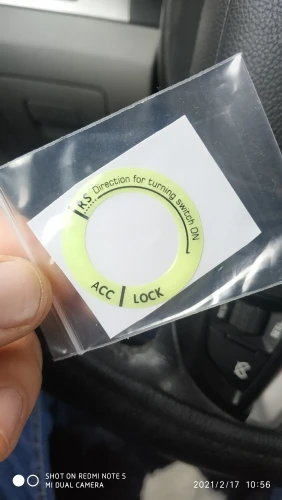 RS Direction for turning switch ON
ACC | LOCK
SHOT ON REDMI NOTE 5
MI DUAL CAMERA
2021/2/17 10:56